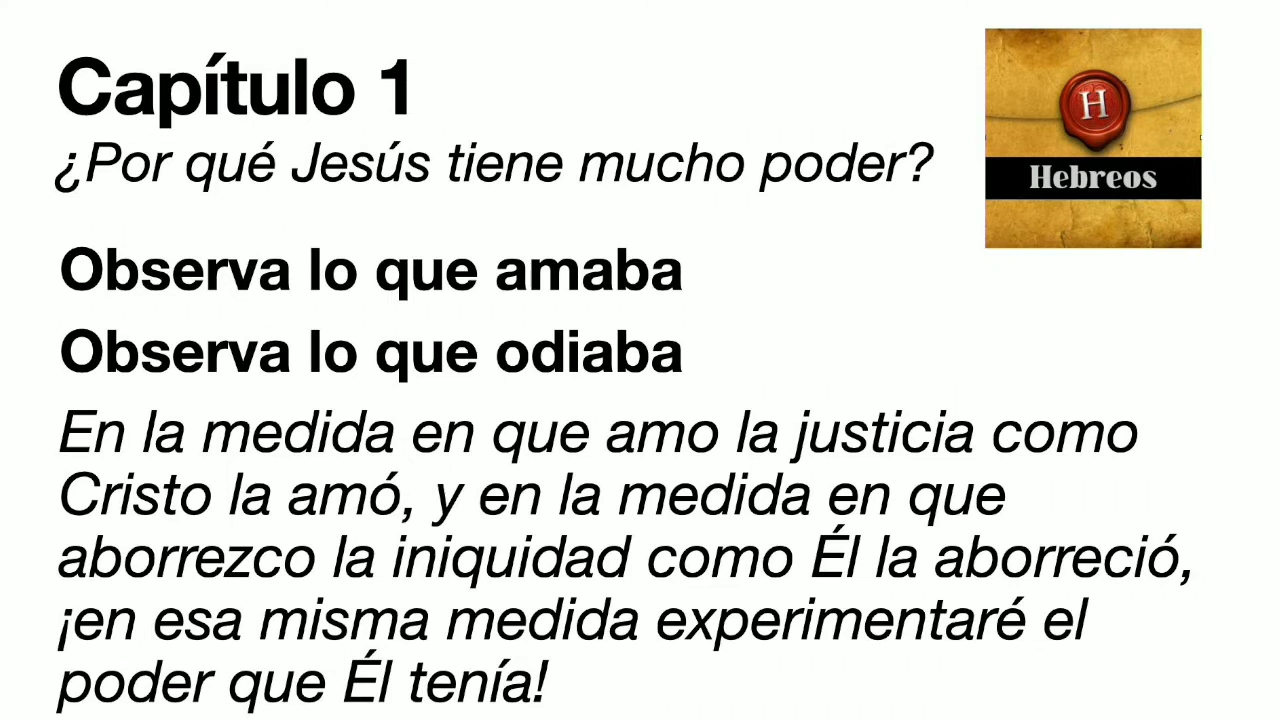 Capítulo 1
¿Por qué Jesús tiene mucho poder?
H
Hebreos
Observa lo que amaba
Observa lo que odiaba
En la medida en que amo la justicia como
Cristo la amó, y en la medida en que
aborrezco la iniquidad como Él la aborreció,
¡en esa misma medida experimentaré el
poder que Él tenía!